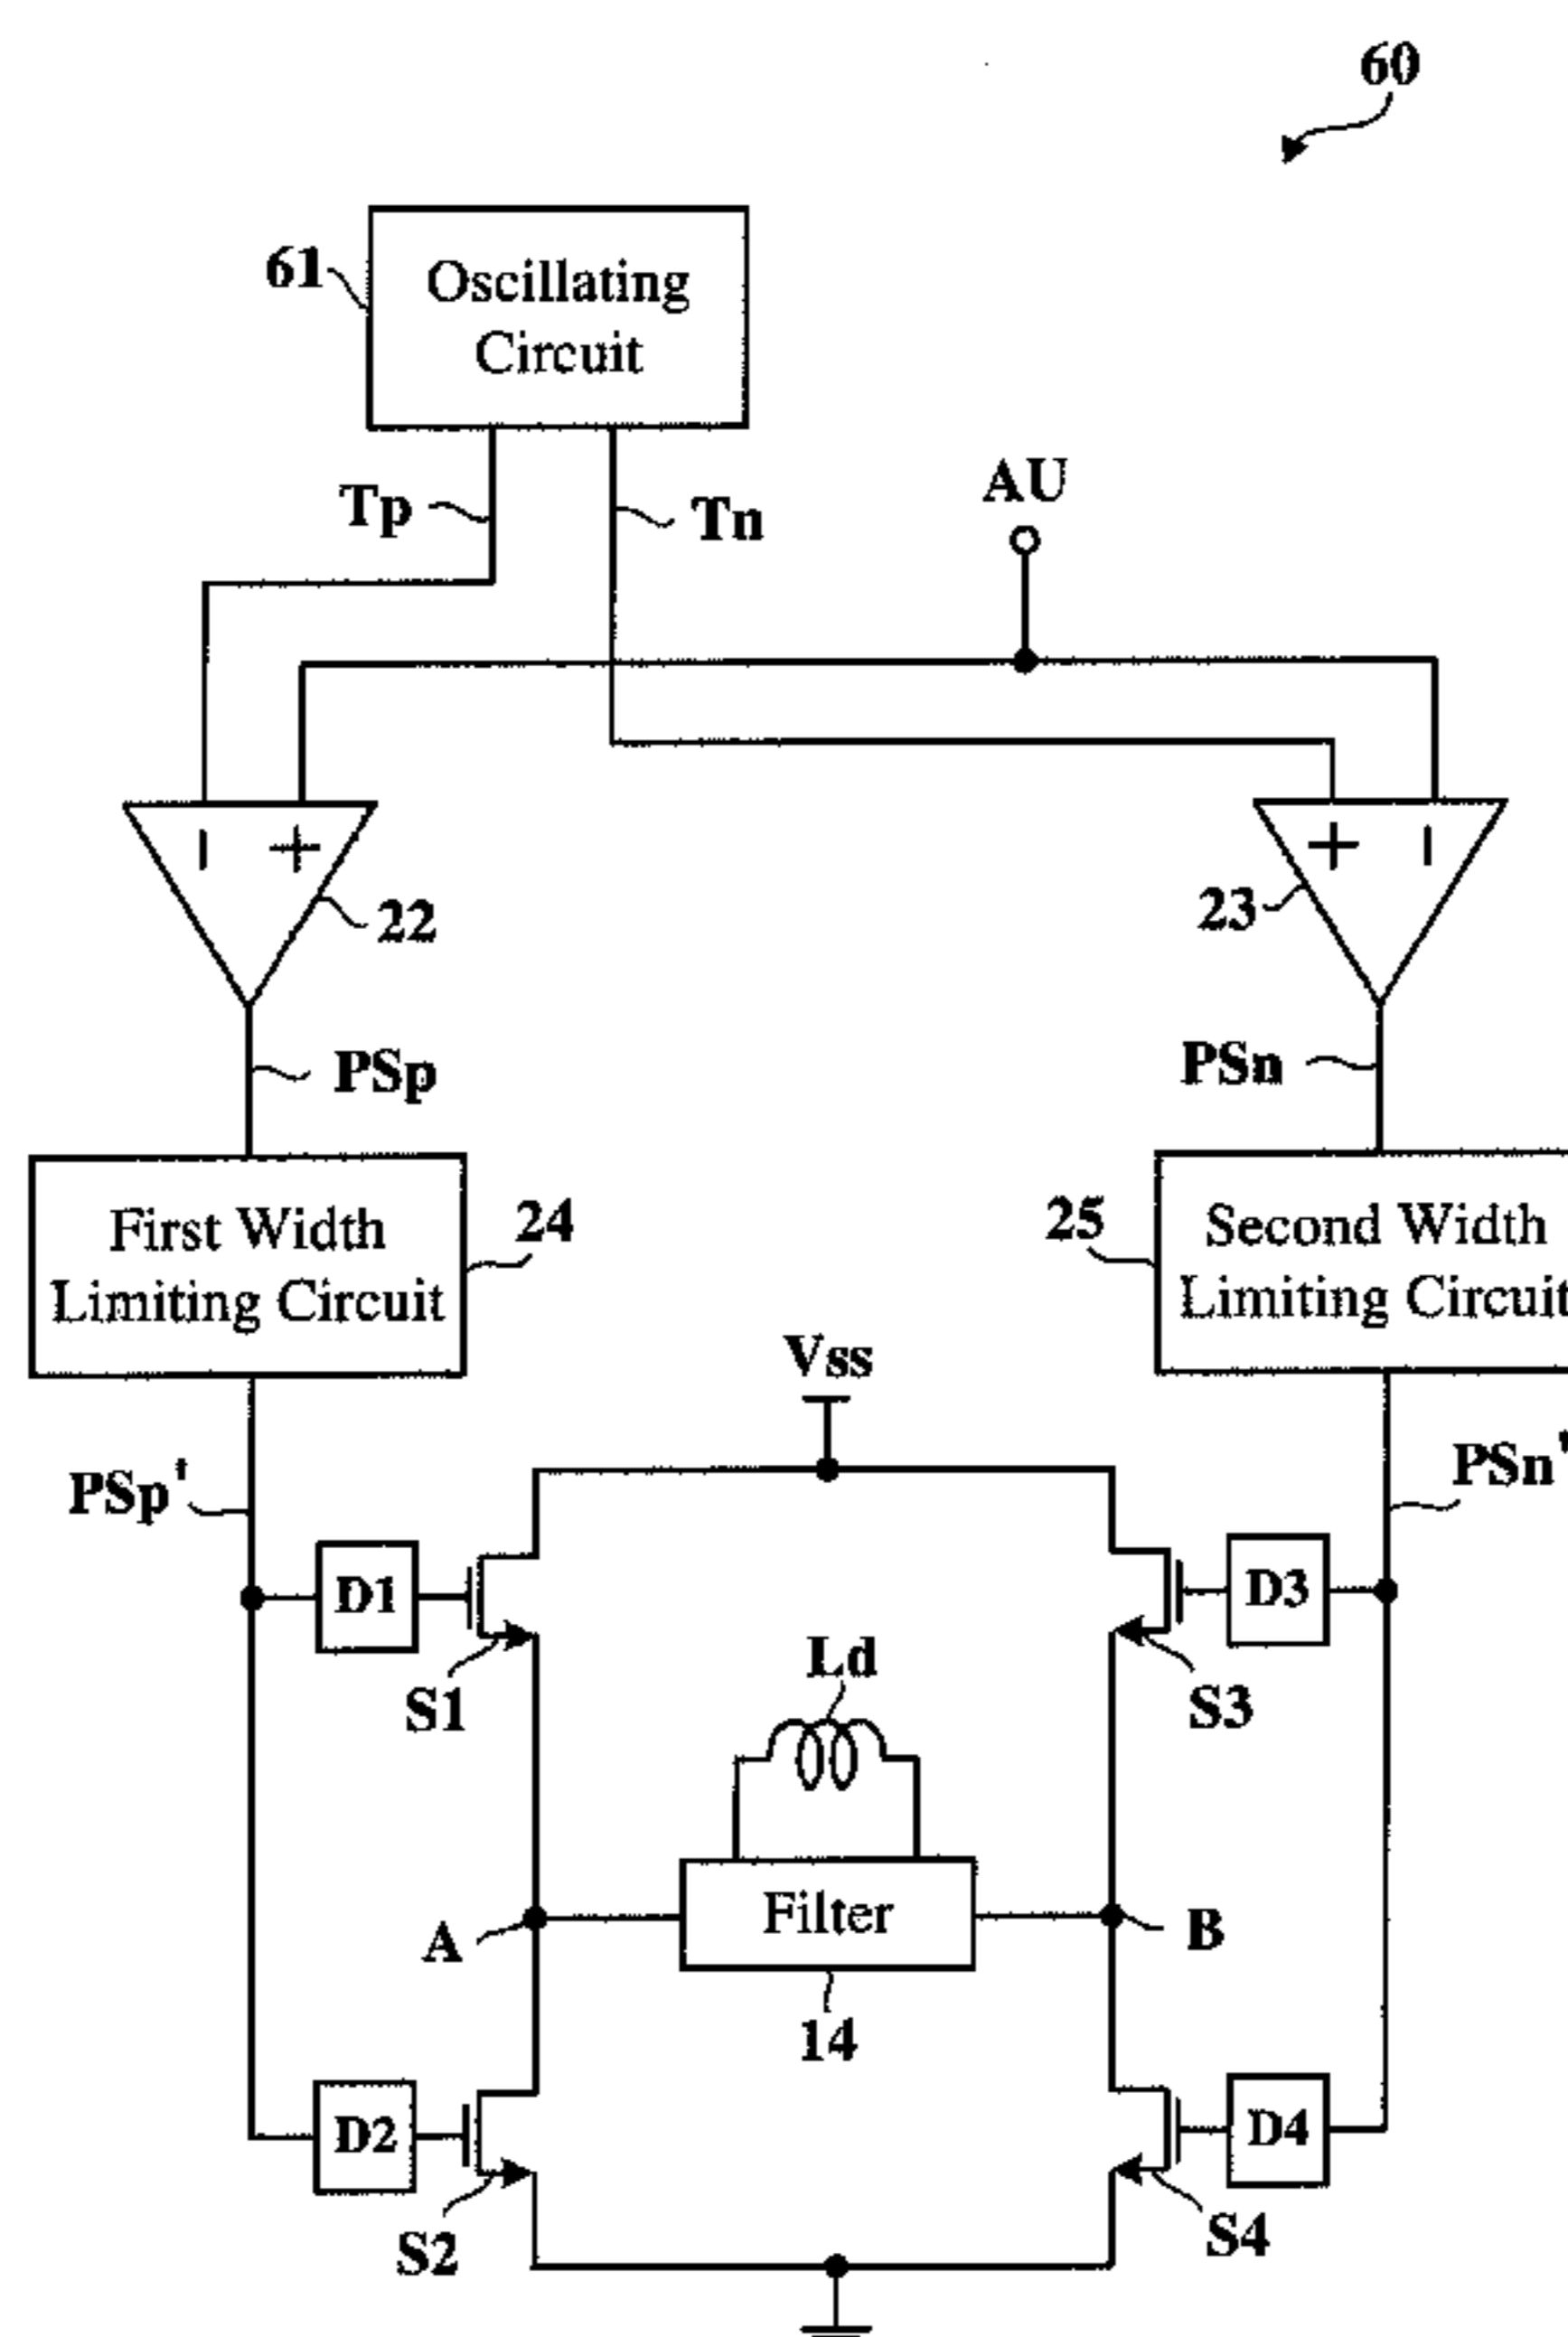 60
61
Oscillating
Circuit
Tp
Tn
AU
− +
+ −
22
23
PSp
PSn
First Width
Limiting Circuit
24
25
Second Width
Limiting Circuit
Vss
PSp'
PSn'
D1
D3
S1
Ld
S3
A
Filter
B
14
D2
D4
S2
S4